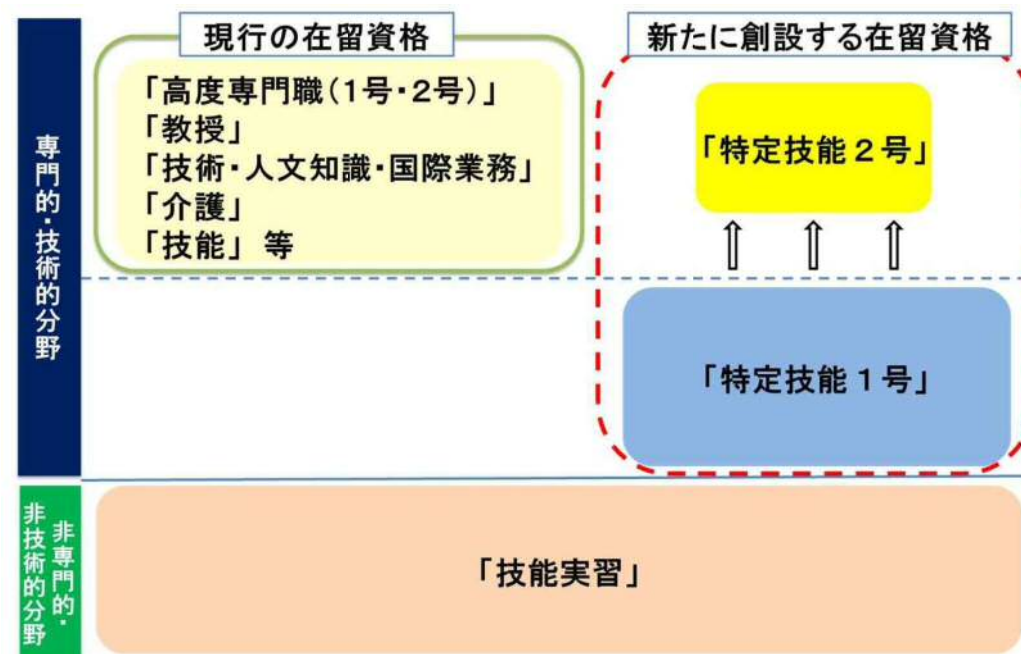 現行の在留資格
新たに創設する在留資格
専門的・技術的分野
「高度専門職(1号・2号)」
「教授」
「技術・人文知識・国際業務」
「介護」
「技能」 等
「特定技能２号」
「特定技能１号」
非専門的・
非技術的分野
「技能実習」